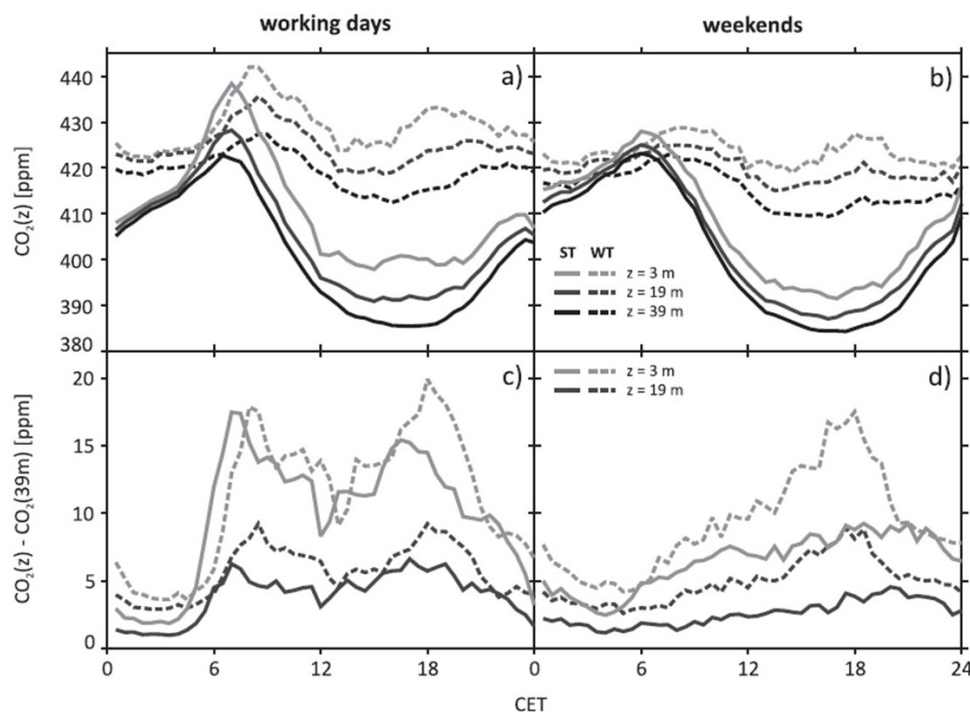 working days
weekends
a)
b)
440
430
420
410
400
390
380
CO₂(z) [ppm]
ST WT
z = 3 m
z = 19 m
z = 39 m
c)
d)
20
15
10
5
0
CO₂(z) - CO₂(39m) [ppm]
z = 3 m
z = 19 m
0 6 12 18 0 6 12 18 24
CET